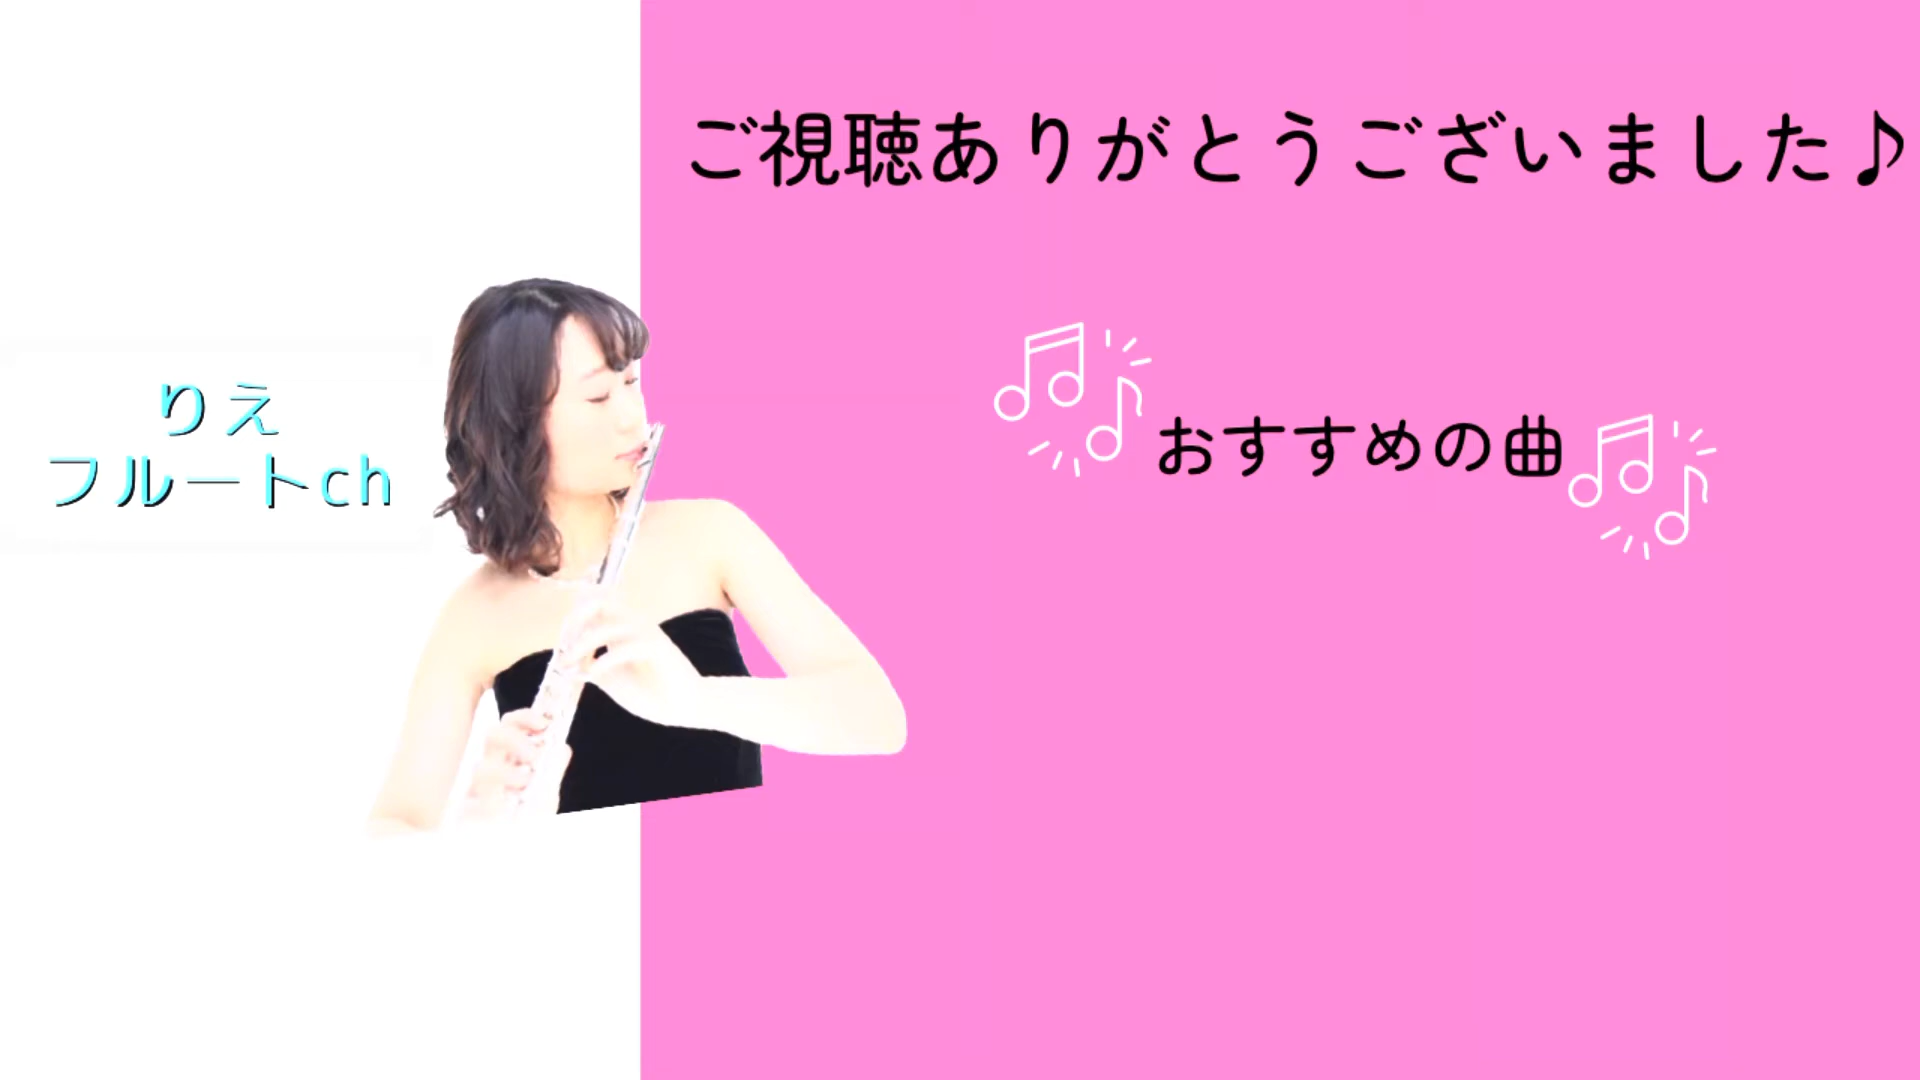 りえ
フルートch
ご視聴ありがとうございました♪
おすすめの曲